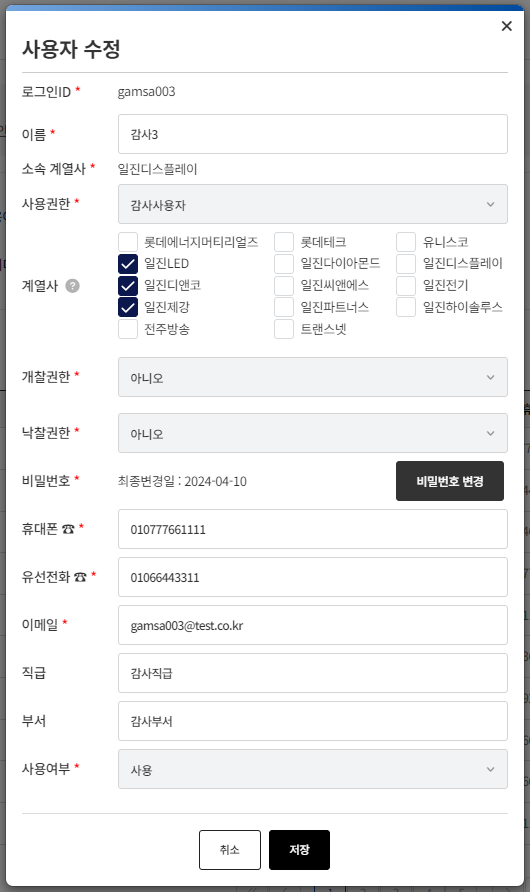 사용자 수정
로그인ID * gamsa003
이름 * 감사3
소속 계열사 * 일진디스플레이
사용권한 * 감사사용자
롯데에너지머티리얼즈 롯데테크 유니스코
일진LED 일진다이아몬드 일진디스플레이
계열사 ? 일진디앤코 일진씨앤에스 일진전기
일진제강 일진파트너스 일진하이솔루스
전주방송 트랜스넷
개찰권한 * 아니오
낙찰권한 * 아니오
비밀번호 * 최종변경일 : 2024-04-10 비밀번호 변경
휴대폰 ☎ * 010777661111
유선전화 ☎ * 01066443311
이메일 * gamsa003@test.co.kr
직급 감사직급
부서 감사부서
사용여부 * 사용
취소 저장